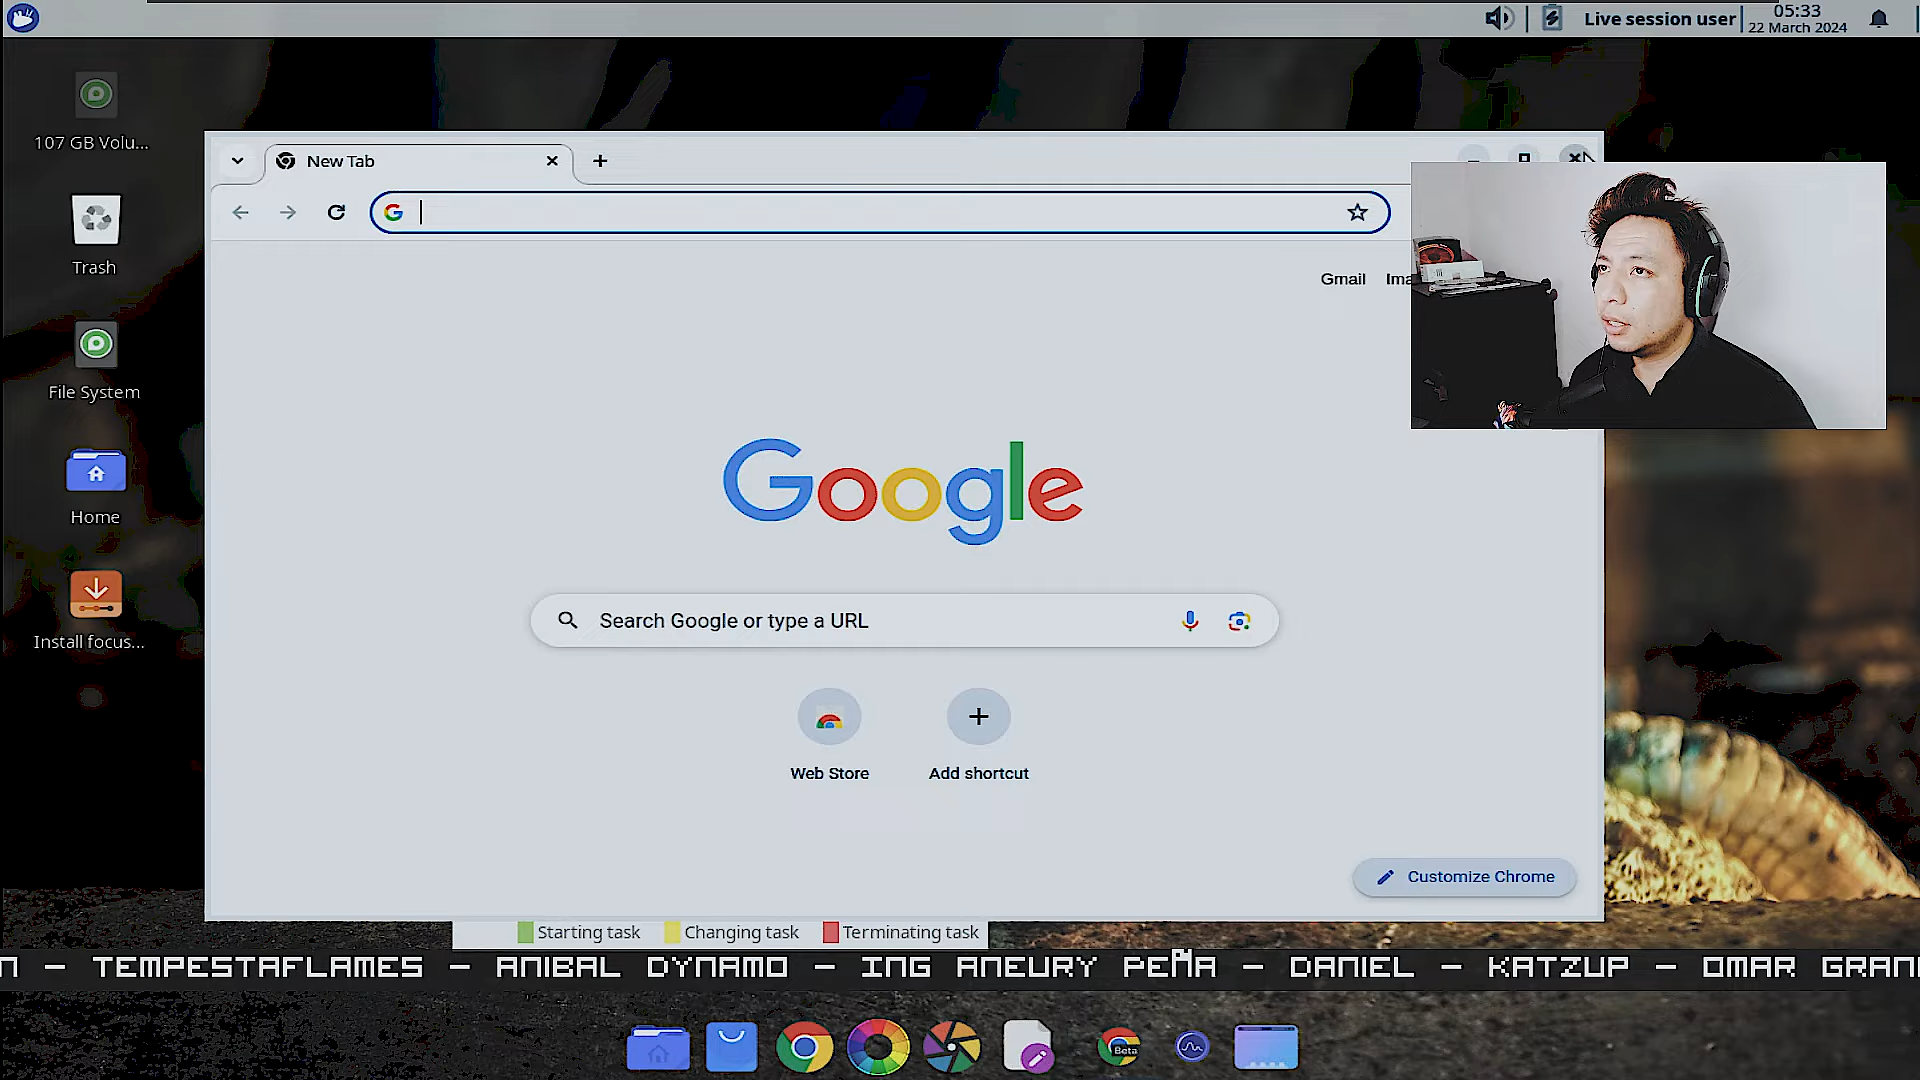 Live session user
05:33
22 March 2024
107 GB Volu...
Trash
File System
Home
Install focus...
New Tab
Gmail
Google
Search Google or type a URL
Web Store
Add shortcut
Customize Chrome
Starting task
Changing task
Terminating task
– TEMPESTAFLAMES – ANIBAL DYNAMO – ING ANEURY PEÑA – DANIEL – KATZUP – OMAR
Beta